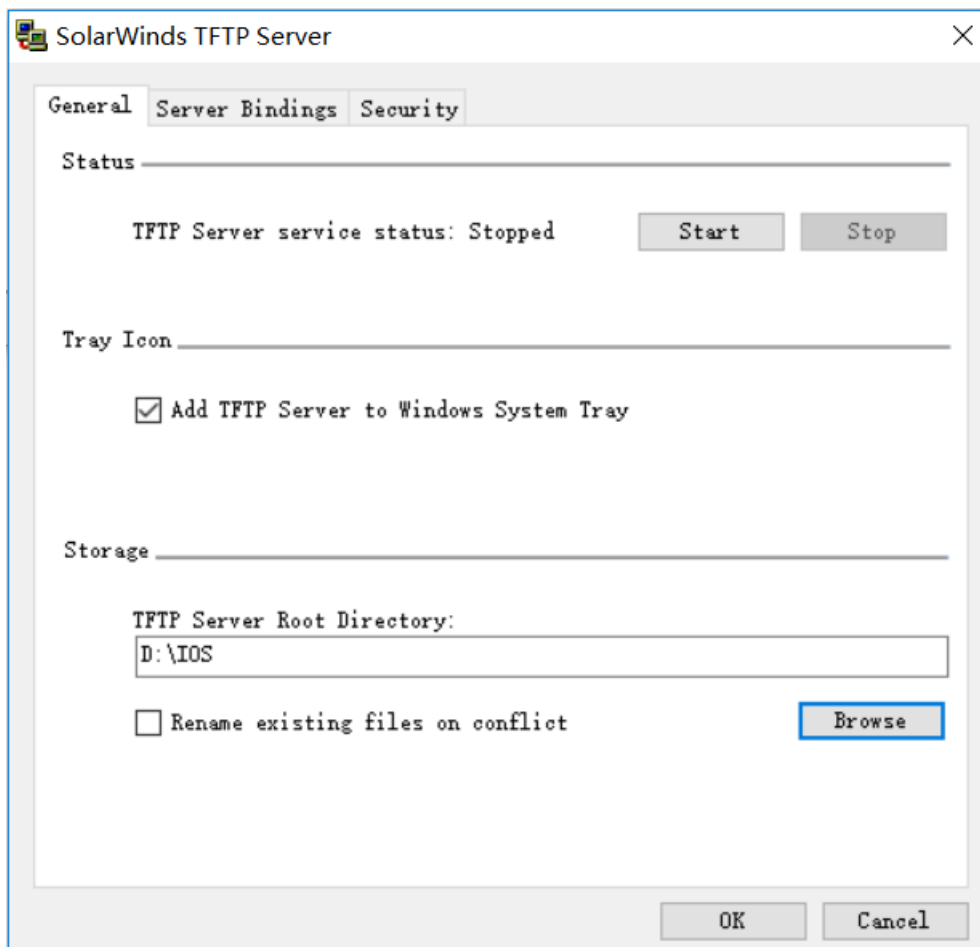 SolarWinds TFTP Server
General Server Bindings Security
Status
TFTP Server service status: Stopped Start Stop
Tray Icon
Add TFTP Server to Windows System Tray
Storage
TFTP Server Root Directory:
D:\IOS
Rename existing files on conflict Browse
OK Cancel